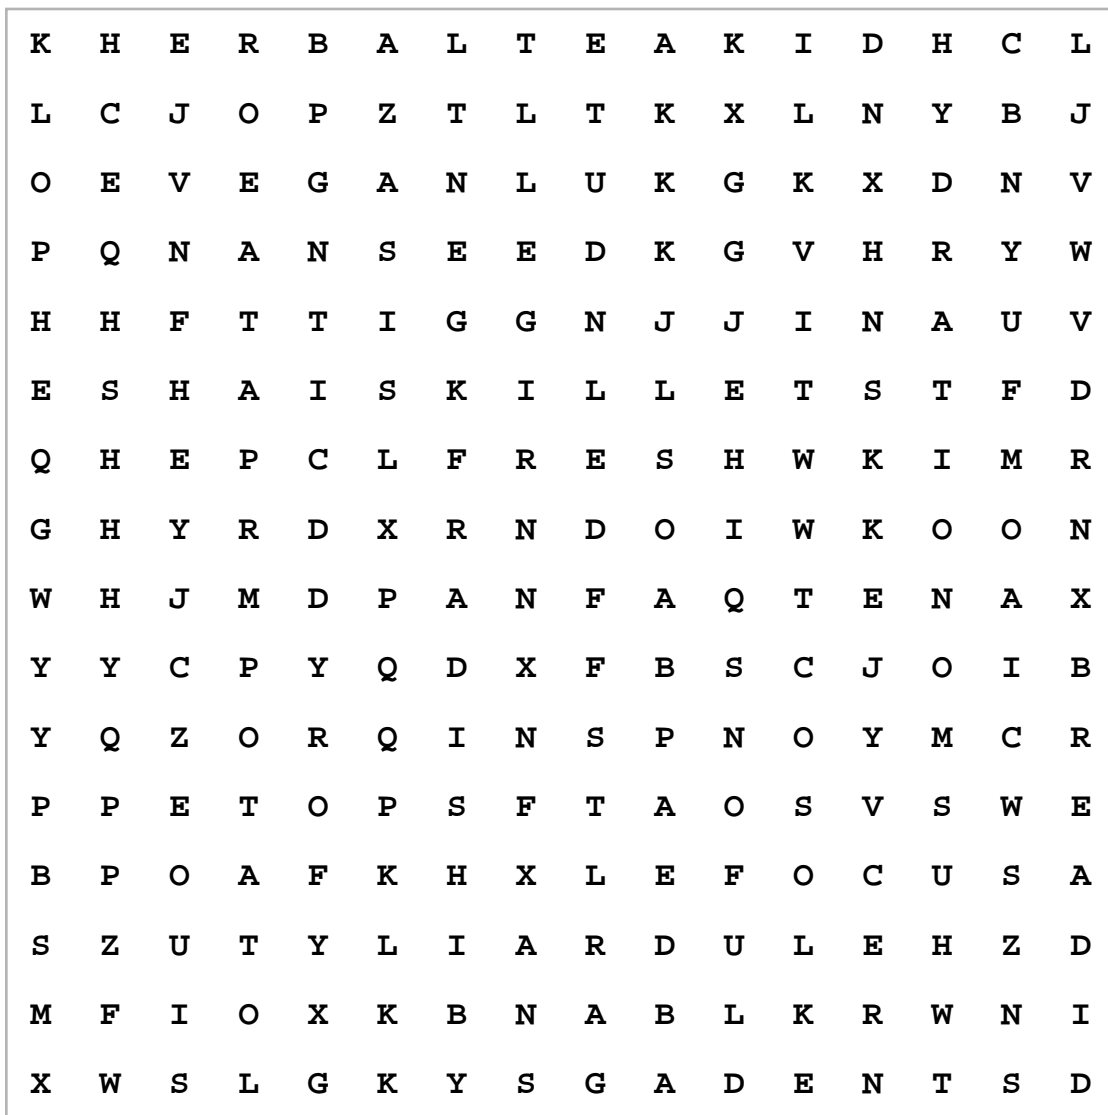 K H E R B A L T E A K I D H C L
L C J O P Z T L T K X L N Y B J
O E V E G A N L U K G K X D N V
P Q N A N S E E D K G V H R Y W
H H F T T I G G N J J I N A U V
E S H A I S K I L L E T S T F D
Q H E P C L F R E S H W K I M R
G H Y R D X R N D O I W K O O N
W H J M D P A N F A Q T E N A X
Y Y C P Y Q D X F B S C J O I B
Y Q Z O R Q I N S P N O Y M C R
P P E T O P S F T A O S V S W E
B P O A F K H X L E F O C U S A
S Z U T Y L I A R D U L E H Z D
M F I O X K B N A B L K R W N I
X W S L G K Y S G A D E N T S D